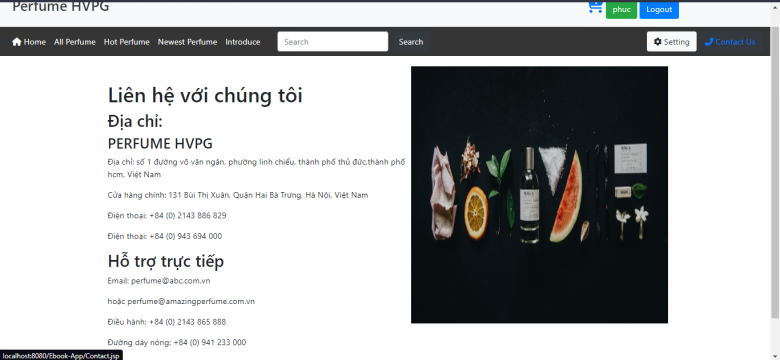 Perfume HVPG
phuc
Logout
Home
All Perfume
Hot Perfume
Newest Perfume
Introduce
Search
Search
Setting
Contact Us
Liên hệ với chúng tôi
Địa chỉ:
PERFUME HVPG
Địa chỉ: số 1 đường võ văn ngân, phường linh chiểu, thành phố thủ đức,thành phố
hcm, Việt Nam
Cửa hàng chính: 131 Bùi Thị Xuân, Quận Hai Bà Trưng, Hà Nội, Việt Nam
Điện thoại: +84 (0) 2143 886 829
Điện thoại: +84 (0) 943 694 000
Hỗ trợ trực tiếp
Email: perfume@abc.com.vn
hoặc perfume@amazingperfume.com.vn
Điều hành: +84 (0) 2143 865 888
Đường dây nóng: +84 (0) 941 233 000
localhost:8080/Ebook-App/Contact.jsp